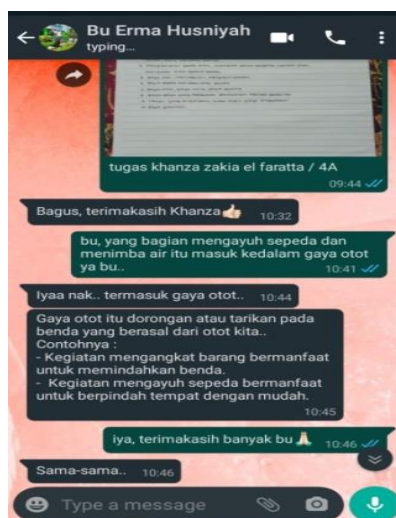 Bu Erma Husniyah
typing...
tugas khanza zakia el faratta / 4A
09:44
Bagus, terimakasih Khanza👍🏻 10:32
bu, yang bagian mengayuh sepeda dan
menimba air itu masuk kedalam gaya otot
ya bu.. 10:41
Iyaa nak.. termasuk gaya otot.. 10:44
Gaya otot itu dorongan atau tarikan pada
benda yang berasal dari otot kita..
Contohnya :
- Kegiatan mengangkat barang bermanfaat
untuk memindahkan benda.
- Kegiatan mengayuh sepeda bermanfaat
untuk berpindah tempat dengan mudah.
10:45
iya, terimakasih banyak bu🙏🏻 10:46
Sama-sama.. 10:46
Type a message